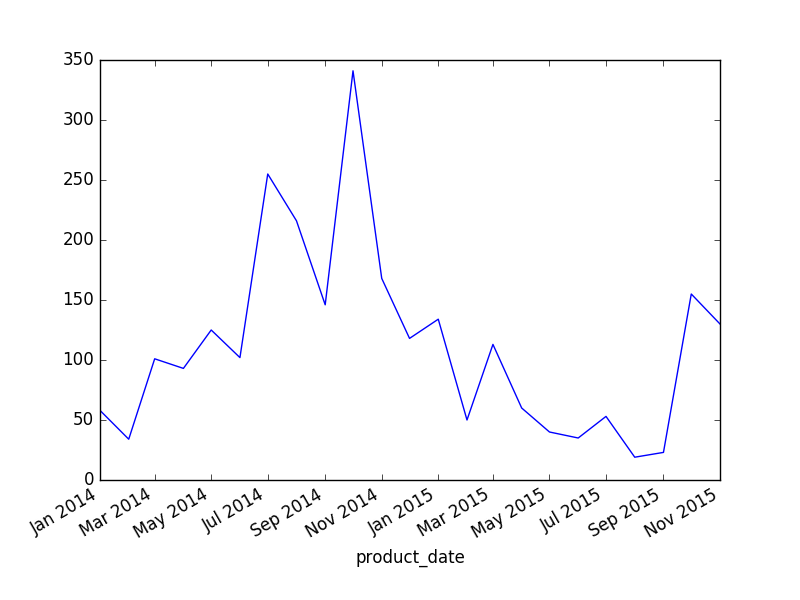 350
300
250
200
150
100
50
0
Jan 2014
Mar 2014
May 2014
Jul 2014
Sep 2014
Nov 2014
Jan 2015
Mar 2015
May 2015
Jul 2015
Sep 2015
Nov 2015
product_date